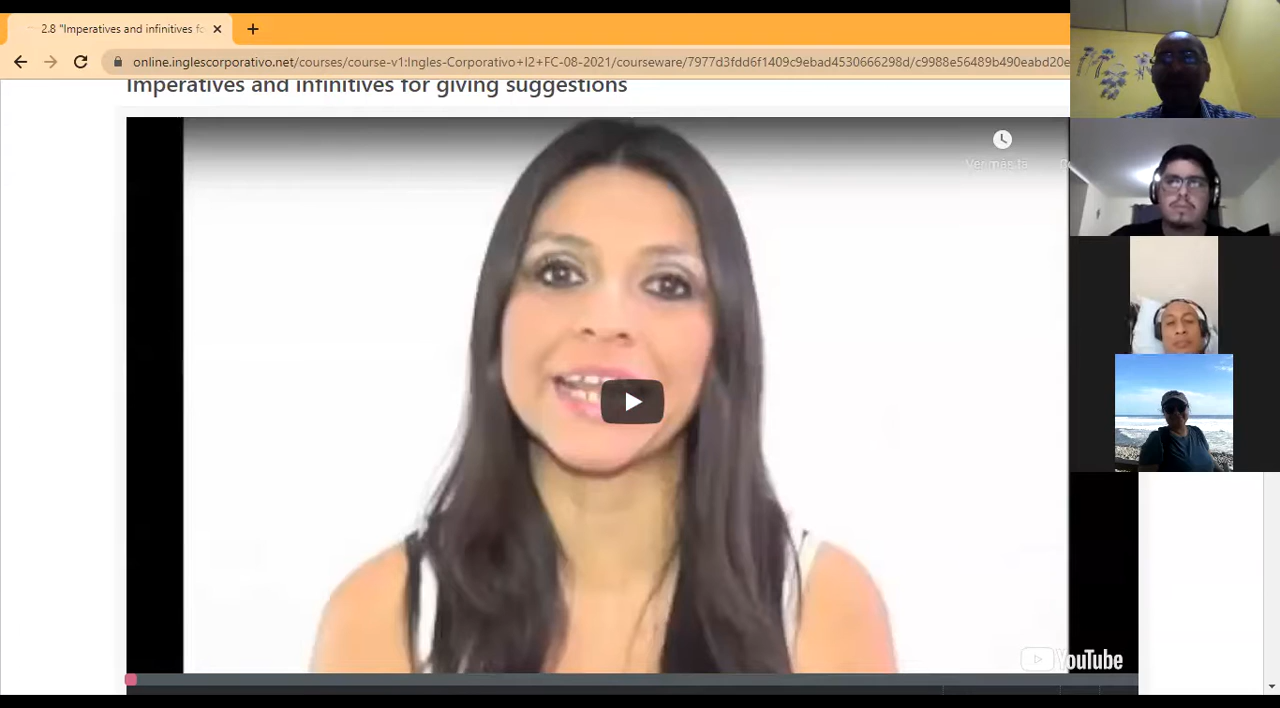 2.8 "Imperatives and infinitives fo
online.inglescorporativo.net/courses/course-v1:Ingles-Corporativo+I2+FC-08-2021/courseware/7977d3fdd6f1409c9ebad4530666298d/c9988e56489b490eabd20e
Imperatives and infinitives for giving suggestions
Ver más ta
YouTube